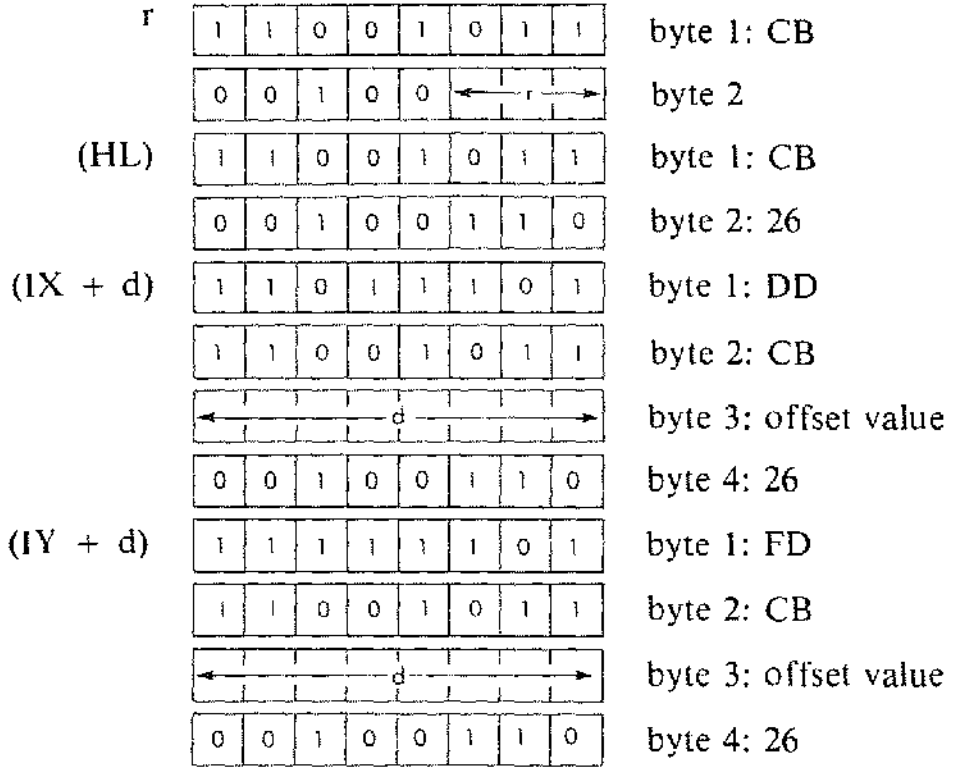 r 1 1 0 0 1 0 1 1 byte 1: CB
0 0 1 0 0 r byte 2
(HL) 1 1 0 0 1 0 1 1 byte 1: CB
0 0 1 0 0 1 1 0 byte 2: 26
(IX + d) 1 1 0 1 1 1 0 1 byte 1: DD
1 1 0 0 1 0 1 1 byte 2: CB
d byte 3: offset value
0 0 1 0 0 1 1 0 byte 4: 26
(IY + d) 1 1 1 1 1 1 0 1 byte 1: FD
1 1 0 0 1 0 1 1 byte 2: CB
d byte 3: offset value
0 0 1 0 0 1 1 0 byte 4: 26